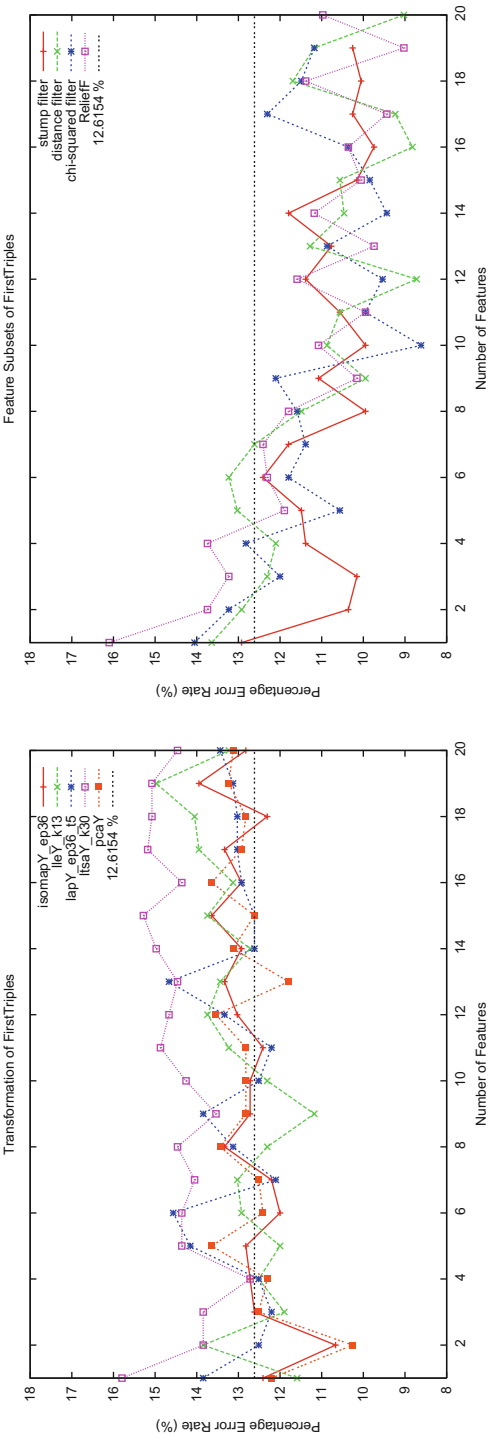 Transformation of FirstTriples
18
17
16
15
14
13
12
11
10
9
8
2
4
6
8
10
12
14
16
18
20
Percentage Error Rate (%)
Number of Features
isomapY_ep36
lleY_k13
lapY_ep36_t5
ltsaY_k30
pcaY
12.6154 %
Feature Subsets of FirstTriples
18
17
16
15
14
13
12
11
10
9
8
2
4
6
8
10
12
14
16
18
20
Percentage Error Rate (%)
Number of Features
stump filter
distance filter
chi-squared filter
ReliefF
12.6154 %